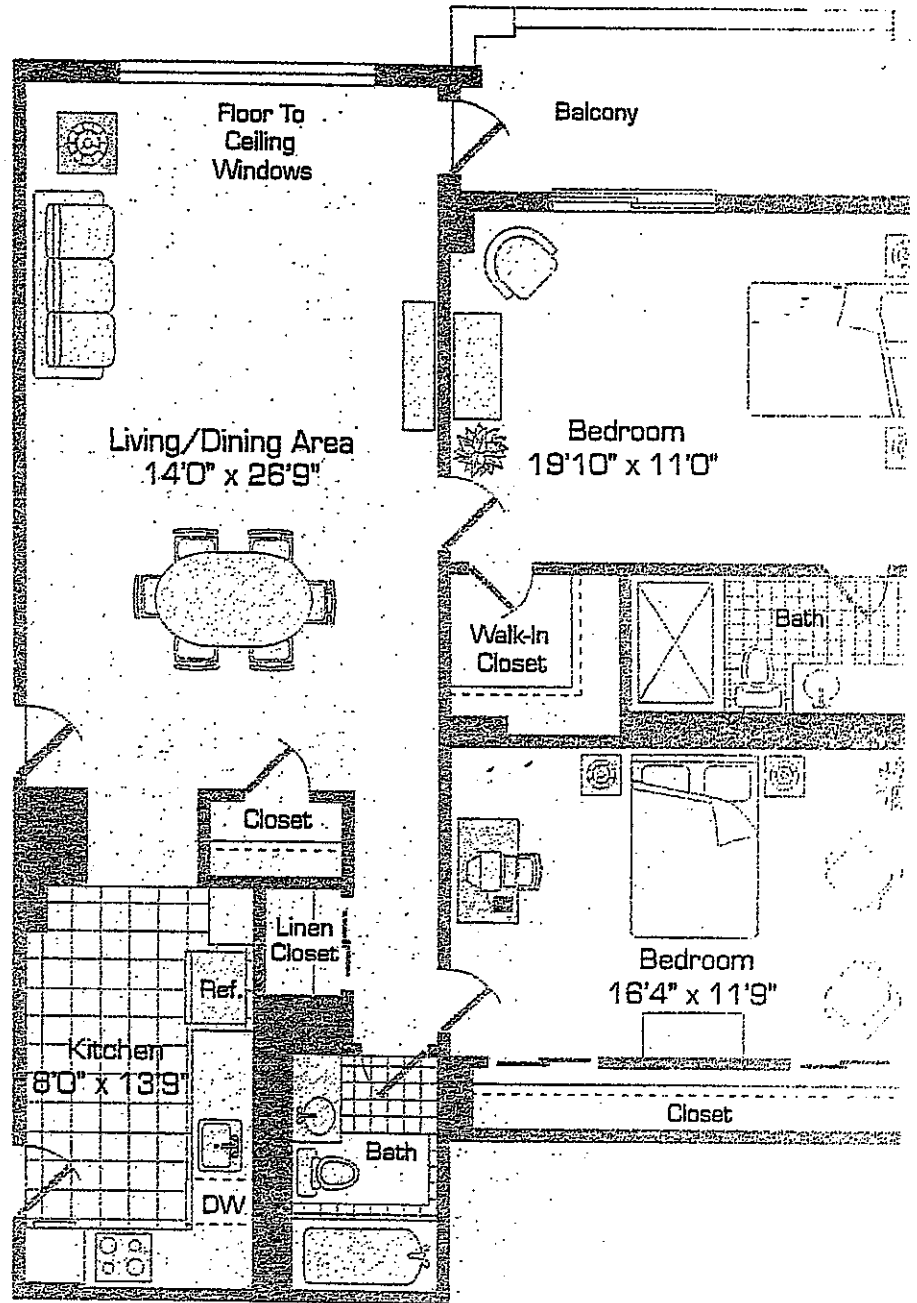 Floor To
Ceiling
Windows
Balcony
Living/Dining Area
14'0" x 26'9"
Bedroom
19'10" x 11'0"
Walk-In
Closet
Bath
Closet
Linen
Closet
Ref.
Kitchen
8'0" x 13'9"
DW
Bath
Bedroom
16'4" x 11'9"
Closet